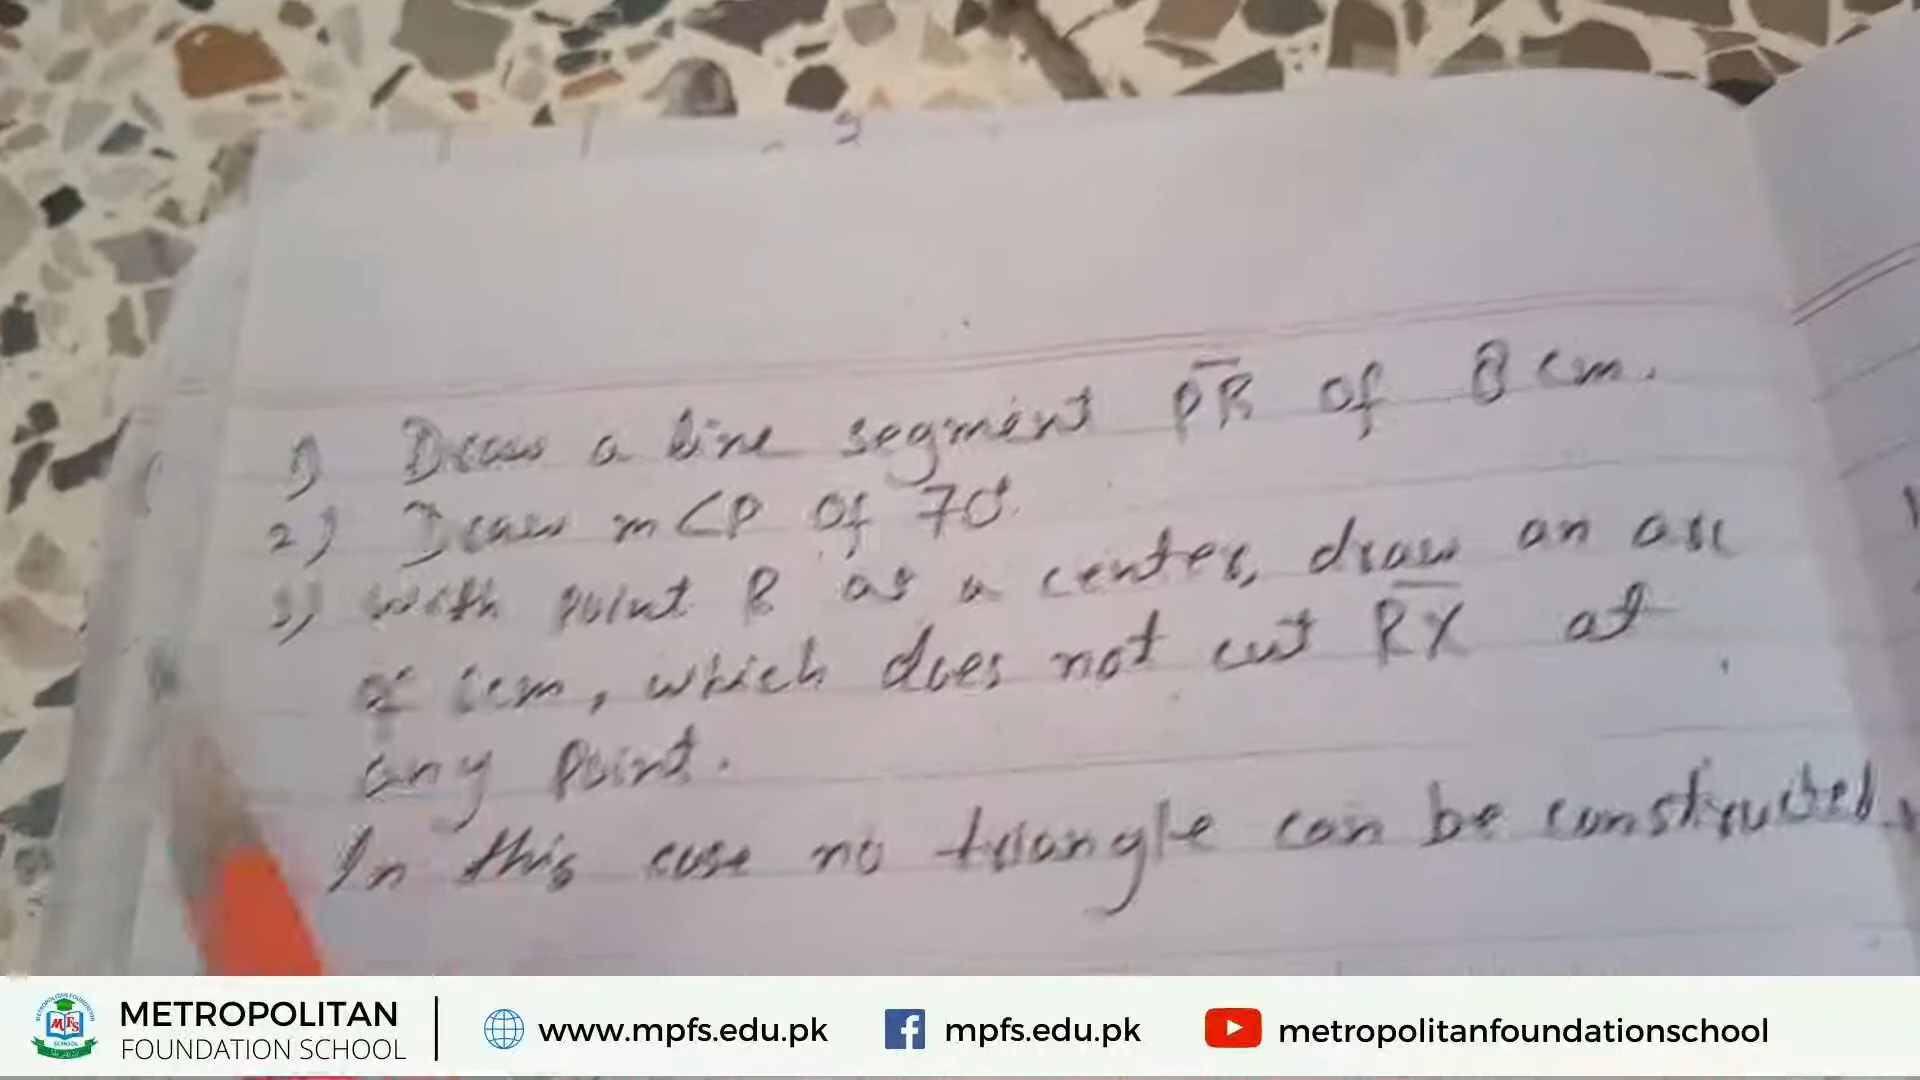 1) Draw a line segment PR of 8 cm.
2) Draw m<P of 70°.
3) With point R as a center, draw an arc
of cm, which does not cut RX at
any point.
In this case no triangle can be constructed.
METROPOLITAN
FOUNDATION SCHOOL
www.mpfs.edu.pk
mpfs.edu.pk
metropolitanfoundationschool